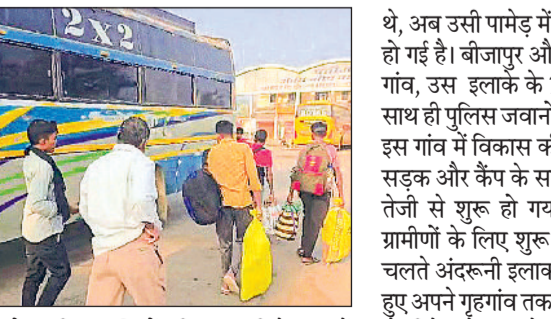 2X2
थे, अब उसी पामेड़ में
हो गई है। बीजापुर औ
गांव, उस इलाके के
साथ ही पुलिस जवानो
इस गांव में विकास की
सड़क और कैंप के सा
तेजी से शुरू हो गय
ग्रामीणों के लिए शुरू
चलते अंदरूनी इलाक
हुए अपने गृहगांव तक